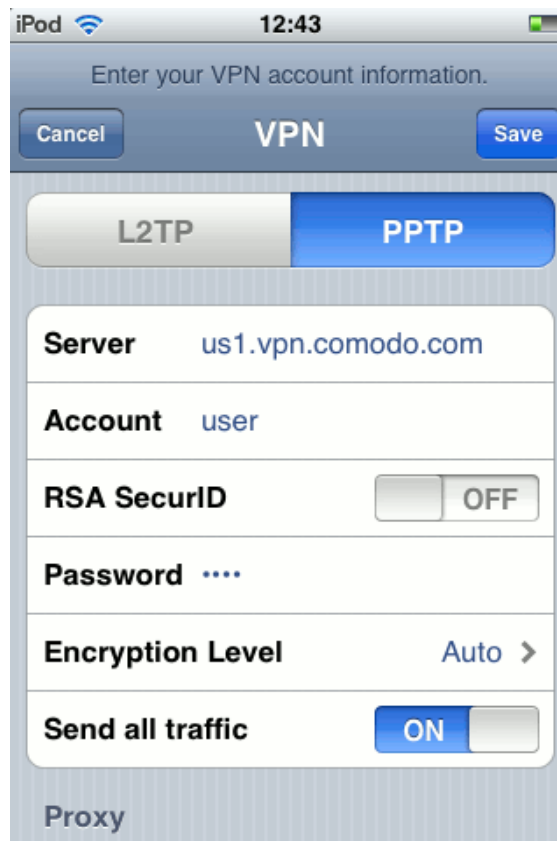 iPod 12:43
Enter your VPN account information.
Cancel VPN Save
L2TP PPTP
Server us1.vpn.comodo.com
Account user
RSA SecurID OFF
Password ••••
Encryption Level Auto
Send all traffic ON
Proxy